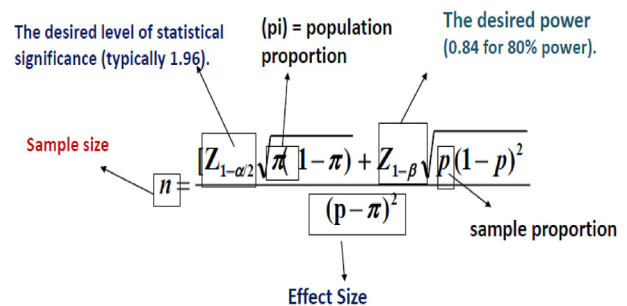 The desired level of statistical
significance (typically 1.96).
(pi) = population
proportion
The desired power
(0.84 for 80% power).
Sample size
n = [Z₁₋α/₂ √π( 1−π) + Z₁₋β √p(1− p)²
(p − π)²
sample proportion
Effect Size